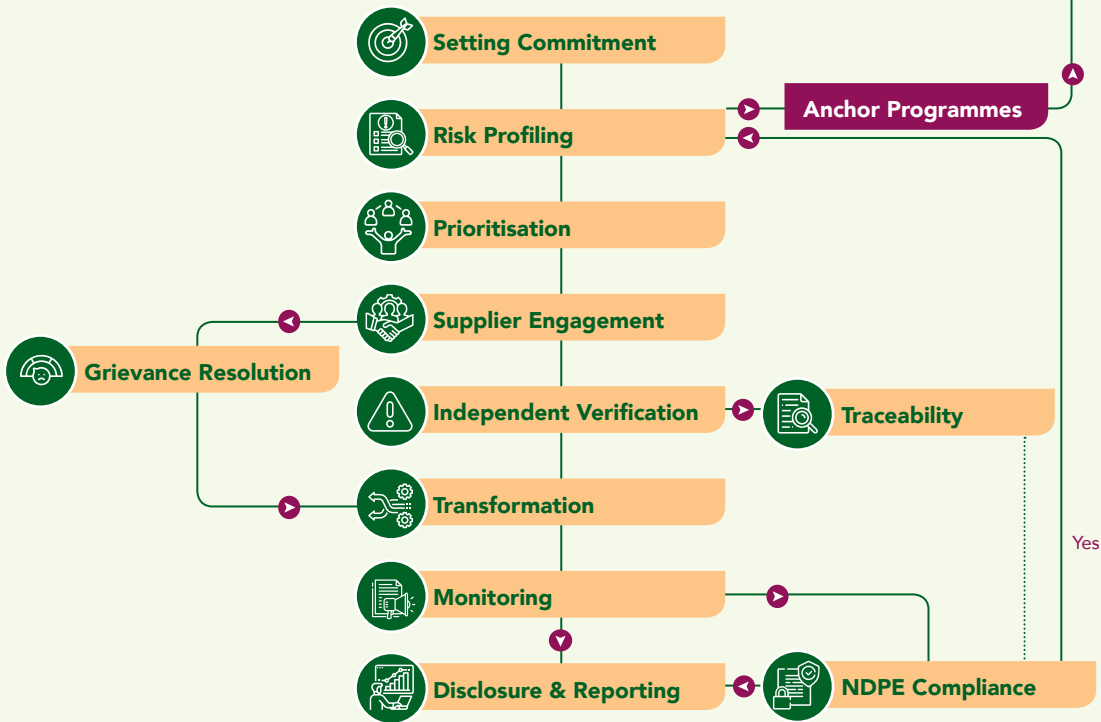 Setting Commitment
Anchor Programmes
Risk Profiling
Prioritisation
Supplier Engagement
Grievance Resolution
Independent Verification
Traceability
Transformation
Yes
Monitoring
Disclosure & Reporting
NDPE Compliance